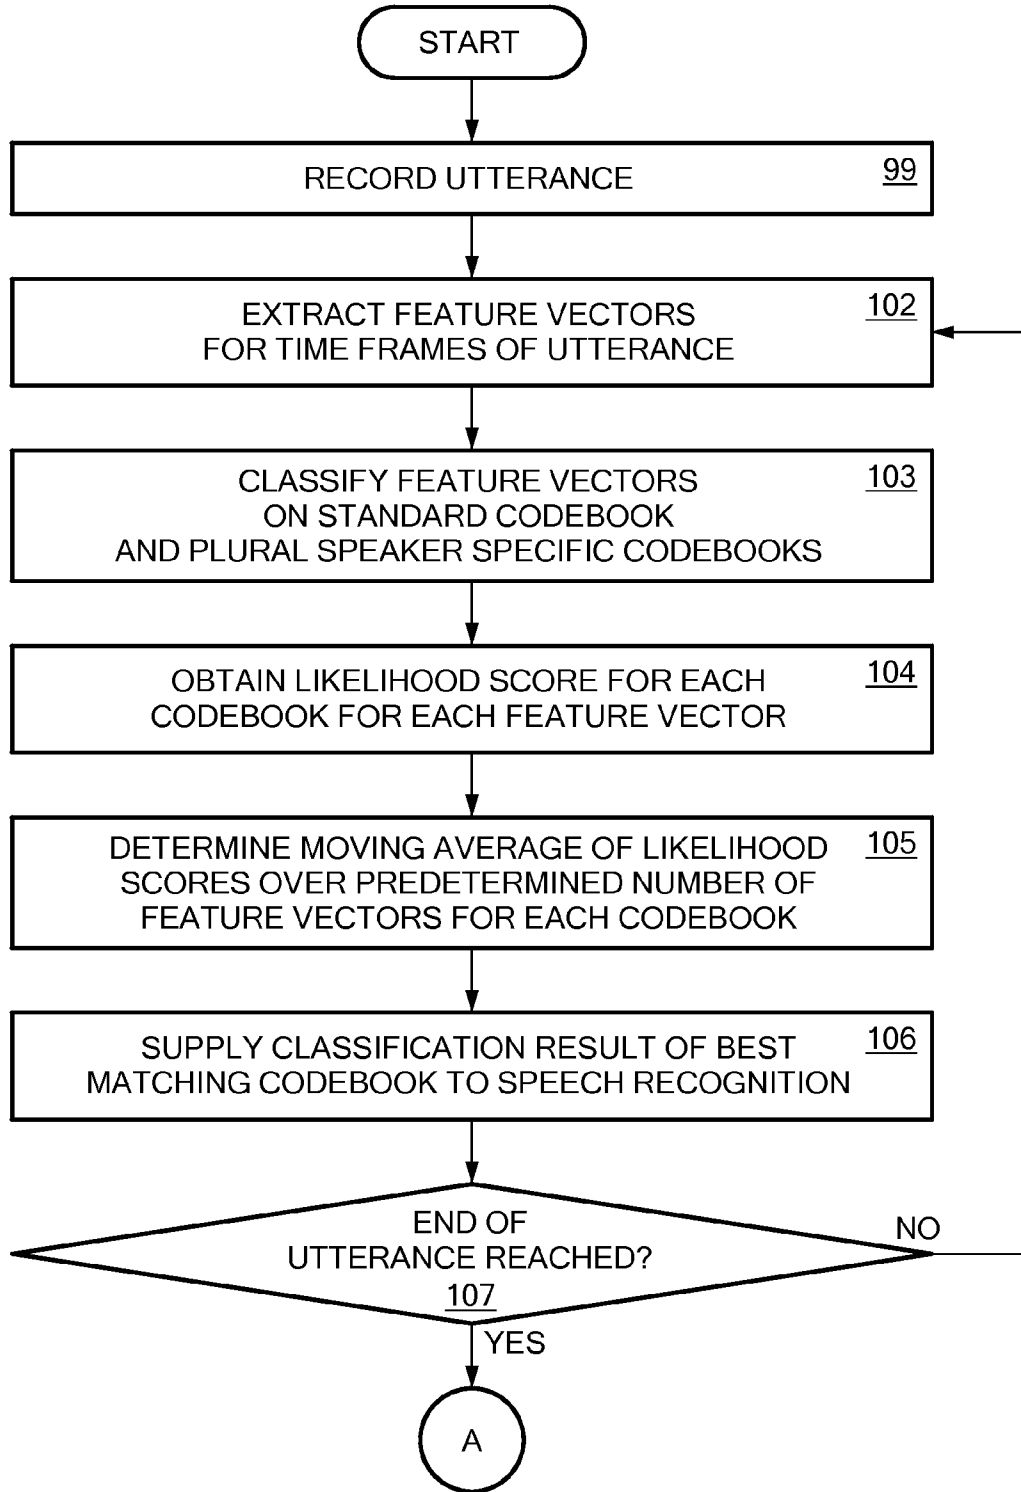 START
RECORD UTTERANCE
99
EXTRACT FEATURE VECTORS
FOR TIME FRAMES OF UTTERANCE
102
CLASSIFY FEATURE VECTORS
ON STANDARD CODEBOOK
AND PLURAL SPEAKER SPECIFIC CODEBOOKS
103
OBTAIN LIKELIHOOD SCORE FOR EACH
CODEBOOK FOR EACH FEATURE VECTOR
104
DETERMINE MOVING AVERAGE OF LIKELIHOOD
SCORES OVER PREDETERMINED NUMBER OF
FEATURE VECTORS FOR EACH CODEBOOK
105
SUPPLY CLASSIFICATION RESULT OF BEST
MATCHING CODEBOOK TO SPEECH RECOGNITION
106
END OF
UTTERANCE REACHED?
107
NO
YES
A